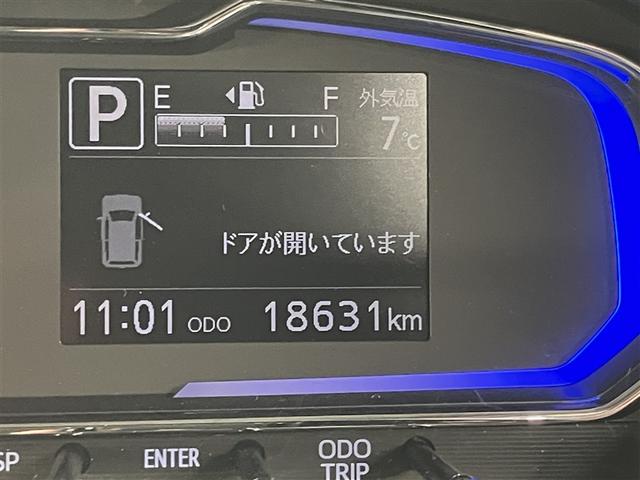 P E F 外気温
7℃
ドアが開いています
11:01 ODO 18631km
SP ENTER ODO
TRIP